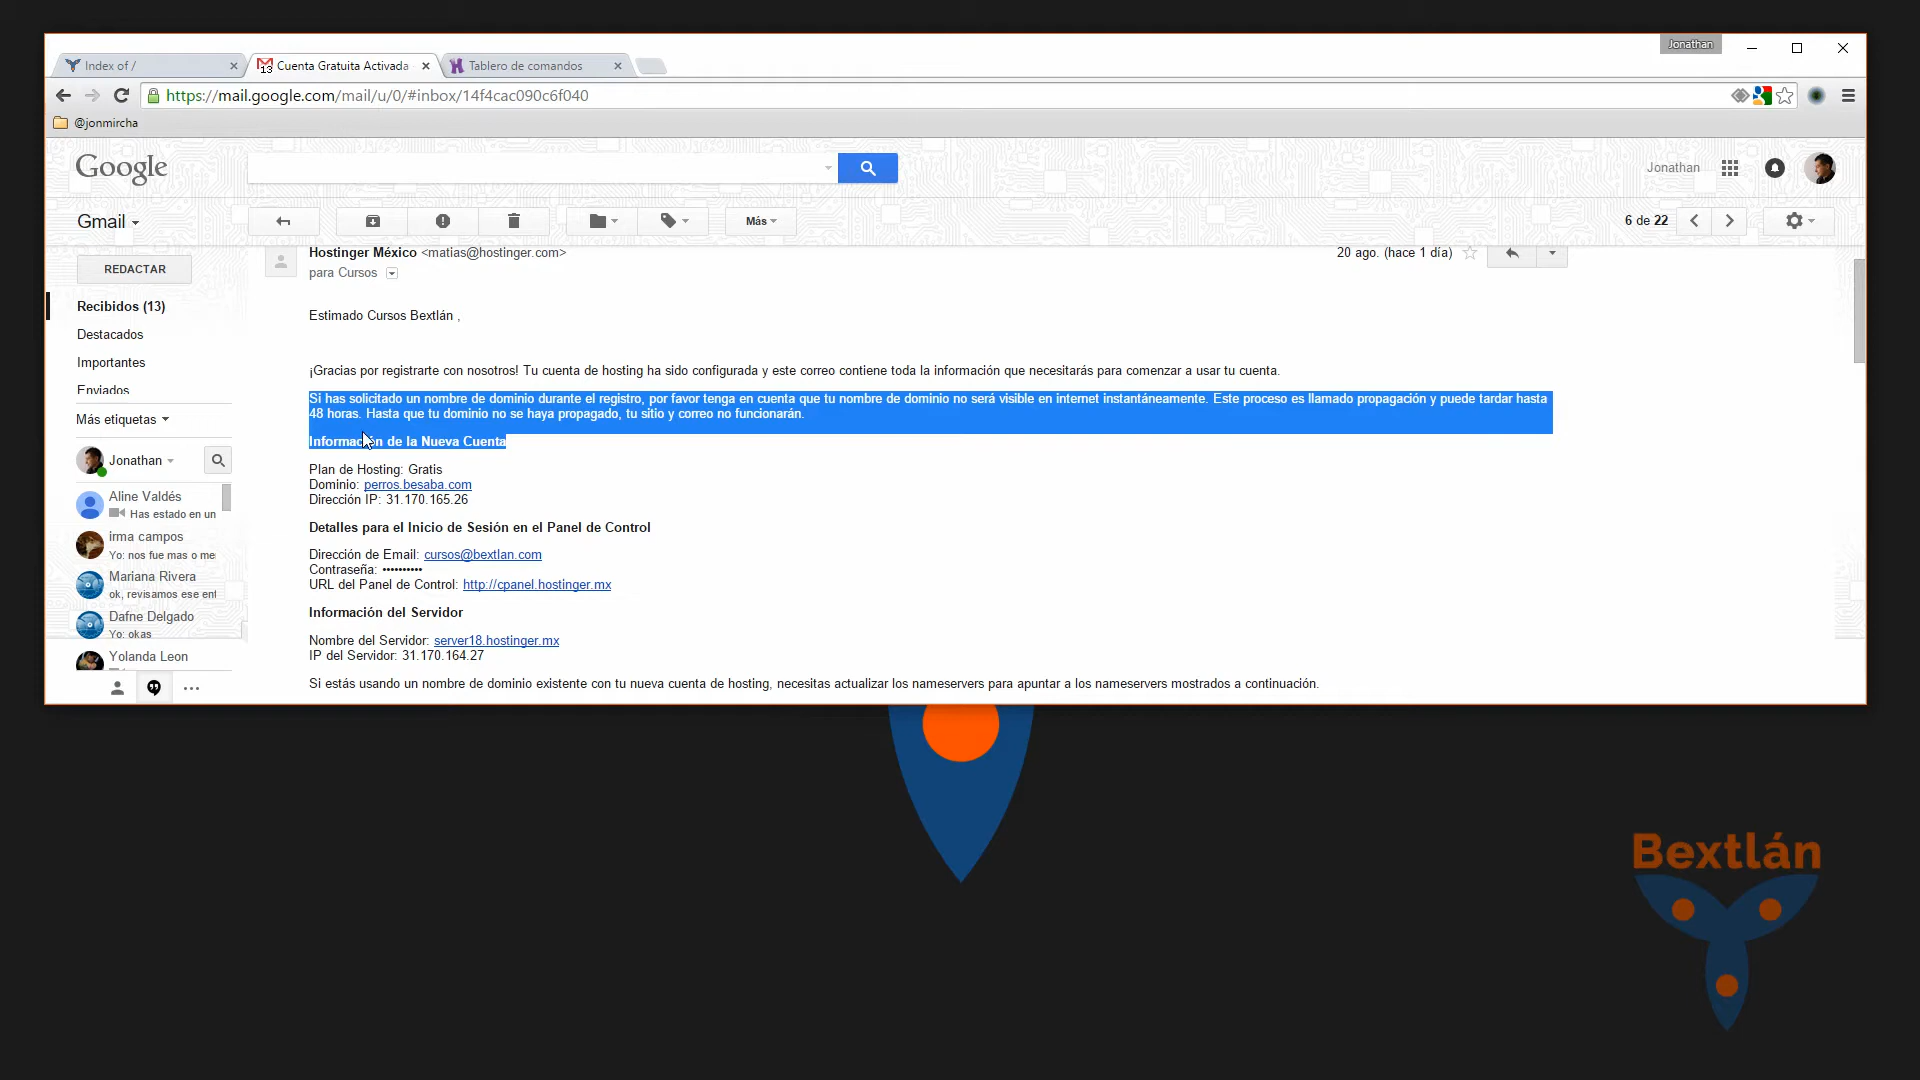 Jonathan
Index of /
Cuenta Gratuita Activada
Tablero de comandos
https://mail.google.com/mail/u/0/#inbox/14f4cac090c6f040
@jonmircha
Google
Jonathan
Gmail
Más
6 de 22
REDACTAR
Recibidos (13)
Destacados
Importantes
Enviados
Más etiquetas
Jonathan
Aline Valdés
Has estado en un
irma campos
Yo: nos fue mas o me
Mariana Rivera
ok, revisamos ese ent
Dafne Delgado
Yo: okas
Yolanda Leon
Hostinger México <matias@hostinger.com>
20 ago. (hace 1 día)
para Cursos
Estimado Cursos Bextlán ,
¡Gracias por registrarte con nosotros! Tu cuenta de hosting ha sido configurada y este correo contiene toda la información que necesitarás para comenzar a usar tu cuenta.
Si has solicitado un nombre de dominio durante el registro, por favor tenga en cuenta que tu nombre de dominio no será visible en internet instantáneamente. Este proceso es llamado propagación y puede tardar hasta
48 horas. Hasta que tu dominio no se haya propagado, tu sitio y correo no funcionarán.
Información de la Nueva Cuenta
Plan de Hosting: Gratis
Dominio: perros.besaba.com
Dirección IP: 31.170.165.26
Detalles para el Inicio de Sesión en el Panel de Control
Dirección de Email: cursos@bextlan.com
Contraseña: ••••••••••
URL del Panel de Control: http://cpanel.hostinger.mx
Información del Servidor
Nombre del Servidor: server18.hostinger.mx
IP del Servidor: 31.170.164.27
Si estás usando un nombre de dominio existente con tu nueva cuenta de hosting, necesitas actualizar los nameservers para apuntar a los nameservers mostrados a continuación.
Bextlán